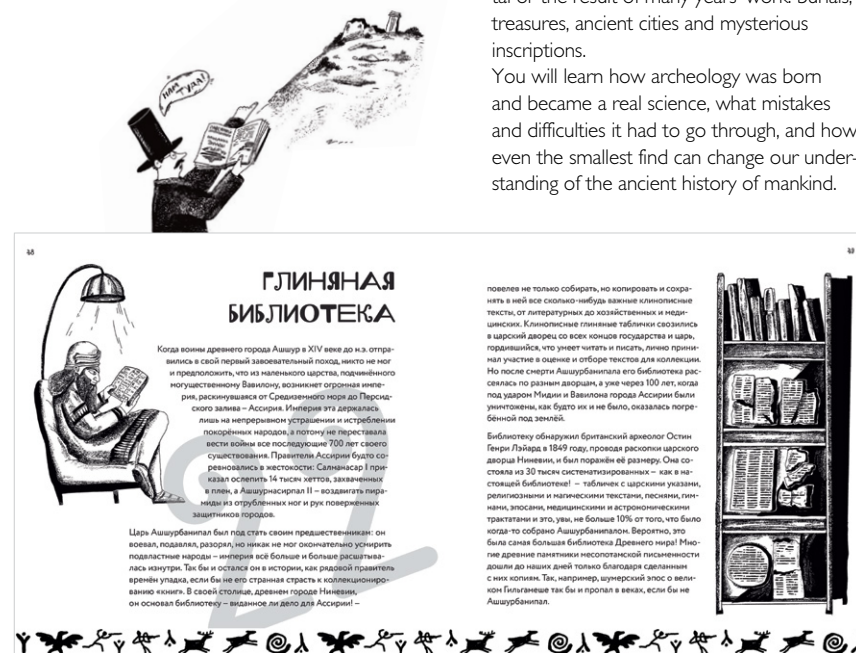 tal or the result of many years' work. Burials,
treasures, ancient cities and mysterious
inscriptions.
You will learn how archeology was born
and became a real science, what mistakes
and difficulties it had to go through, and how
even the smallest find can change our under-
standing of the ancient history of mankind.
НАМ
ТУДА!
ГЛИНЯНАЯ
БИБЛИОТЕКА
Когда воины древнего города Ашшур в XIV веке до н.э. отпра-
вились в свой первый завоевательный поход, никто не мог
и предположить, что из маленького царства, подчинённого
могущественному Вавилону, возникнет огромная импе-
рия, раскинувшаяся от Средиземного моря до Персид-
ского залива – Ассирия. Империя эта держалась
лишь на непрерывном устрашении и истреблении
покорённых народов, а потому не переставала
вести войны все последующие 700 лет своего
существования. Правители Ассирии будто со-
ревновались в жестокости: Салманасар I при-
казал ослепить 14 тысяч хеттов, захваченных
в плен, а Ашшурнасирпал II – воздвигать пира-
миды из отрубленных ног и рук поверженных
защитников городов.
Царь Ашшурбанипал был под стать своим предшественникам: он
воевал, подавлял, разорял, но никак не мог окончательно усмирить
подвластные народы – империя всё больше и больше расшатыва-
лась изнутри. Так бы и остался он в истории, как рядовой правитель
времён упадка, если бы не его странная страсть к коллекциониро-
ванию «книг». В своей столице, древнем городе Ниневии,
он основал библиотеку – виданное ли дело для Ассирии! –
2
повелев не только собирать, но копировать и сохра-
нять в ней все сколько-нибудь важные клинописные
тексты, от литературных до хозяйственных и меди-
цинских. Клинописные глиняные таблички свозились
в царский дворец со всех концов государства и царь,
гордившийся, что умеет читать и писать, лично прини-
мал участие в оценке и отборе текстов для коллекции.
Но после смерти Ашшурбанипала его библиотека рас-
сеялась по разным дворцам, а уже через 100 лет, когда
под ударом Мидии и Вавилона города Ассирии были
уничтожены, как будто их и не было, оказалась погре-
бённой под землёй.
Библиотеку обнаружил британский археолог Остин
Генри Лэйард в 1849 году, проводя раскопки царского
дворца Ниневии, и был поражён её размеру. Она со-
стояла из 30 тысяч систематизированных – как в на-
стоящей библиотеке! – табличек с царскими указами,
религиозными и магическими текстами, песнями, гим-
нами, эпосами, медицинскими и астрономическими
трактатами и это, увы, не больше 10% от того, что было
когда-то собрано Ашшурбанипалом. Вероятно, это
была самая большая библиотека Древнего мира! Мно-
гие древние памятники месопотамской письменности
дошли до наших дней только благодаря сделанным
с них копиям. Так, например, шумерский эпос о вели-
ком Гильгамеше так бы и пропал в веках, если бы не
Ашшурбанипал.